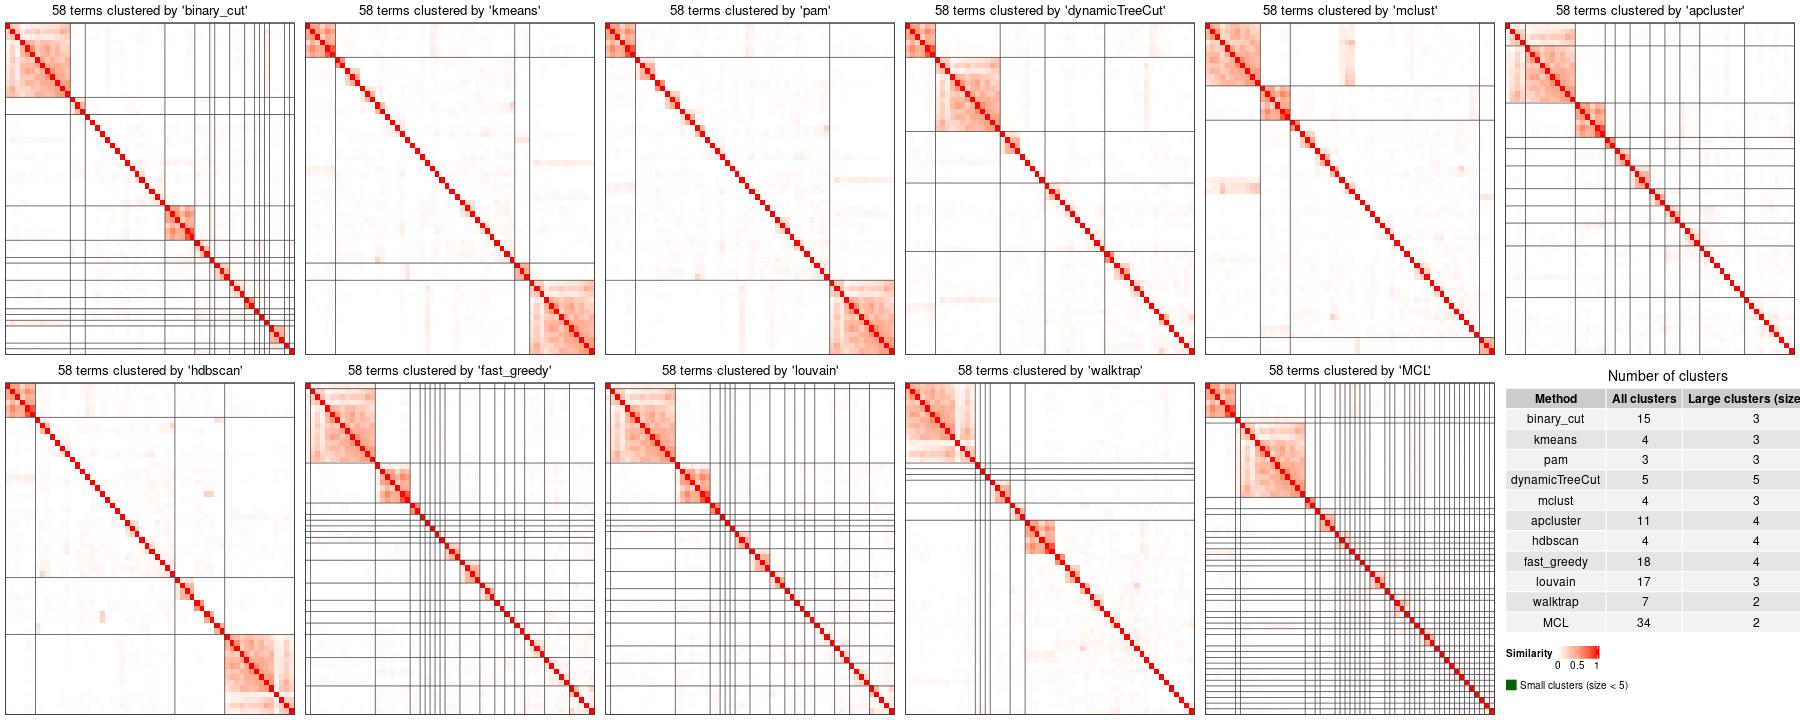 58 terms clustered by 'binary_cut'
58 terms clustered by 'kmeans'
58 terms clustered by 'pam'
58 terms clustered by 'dynamicTreeCut'
58 terms clustered by 'mclust'
58 terms clustered by 'apcluster'
58 terms clustered by 'hdbscan'
58 terms clustered by 'fast_greedy'
58 terms clustered by 'louvain'
58 terms clustered by 'walktrap'
58 terms clustered by 'MCL'
Number of clusters
Method All clusters Large clusters (size
binary_cut 15 3
kmeans 4 3
pam 3 3
dynamicTreeCut 5 5
mclust 4 3
apcluster 11 4
hdbscan 4 4
fast_greedy 18 4
louvain 17 3
walktrap 7 2
MCL 34 2
Similarity
0 0.5 1
Small clusters (size < 5)